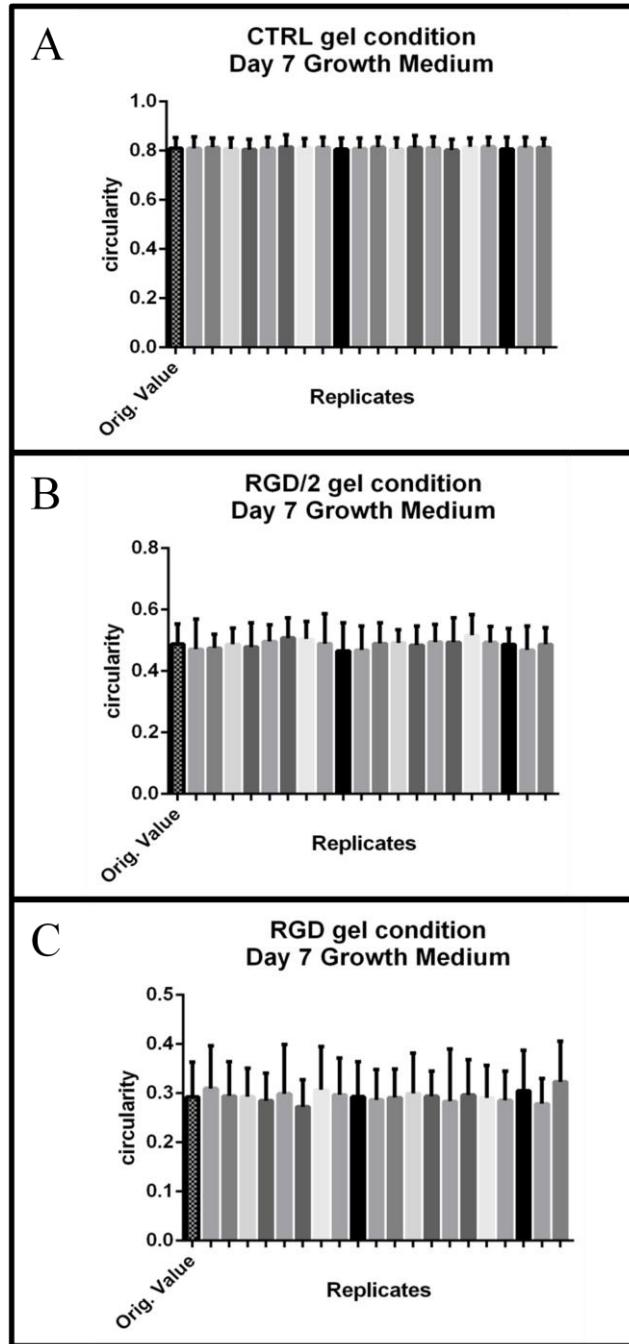 A
CTRL gel condition
Day 7 Growth Medium
circularity
1.0
0.8
0.6
0.4
0.2
0.0
Orig. Value
Replicates
B
RGD/2 gel condition
Day 7 Growth Medium
circularity
0.8
0.6
0.4
0.2
0.0
Orig. Value
Replicates
C
RGD gel condition
Day 7 Growth Medium
circularity
0.5
0.4
0.3
0.2
0.1
0.0
Orig. Value
Replicates